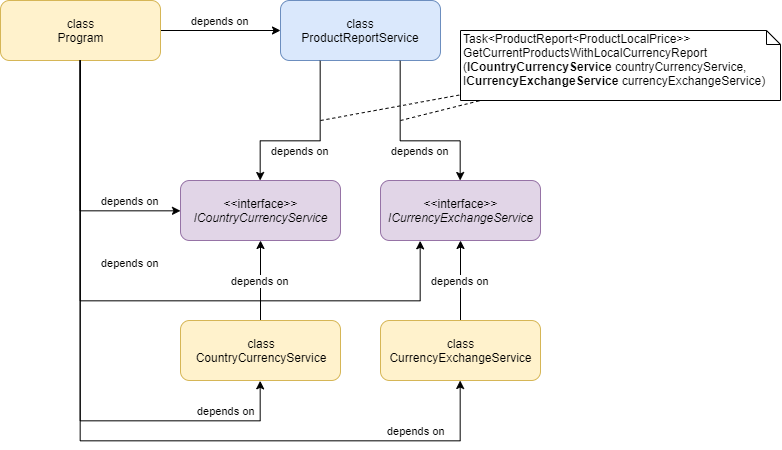 class
Program
depends on
class
ProductReportService
Task<ProductReport<ProductLocalPrice>>
GetCurrentProductsWithLocalCurrencyReport
(ICountryCurrencyService countryCurrencyService,
ICurrencyExchangeService currencyExchangeService)
depends on
depends on
depends on
<<interface>>
ICountryCurrencyService
<<interface>>
ICurrencyExchangeService
depends on
depends on
depends on
class
CountryCurrencyService
class
CurrencyExchangeService
depends on
depends on